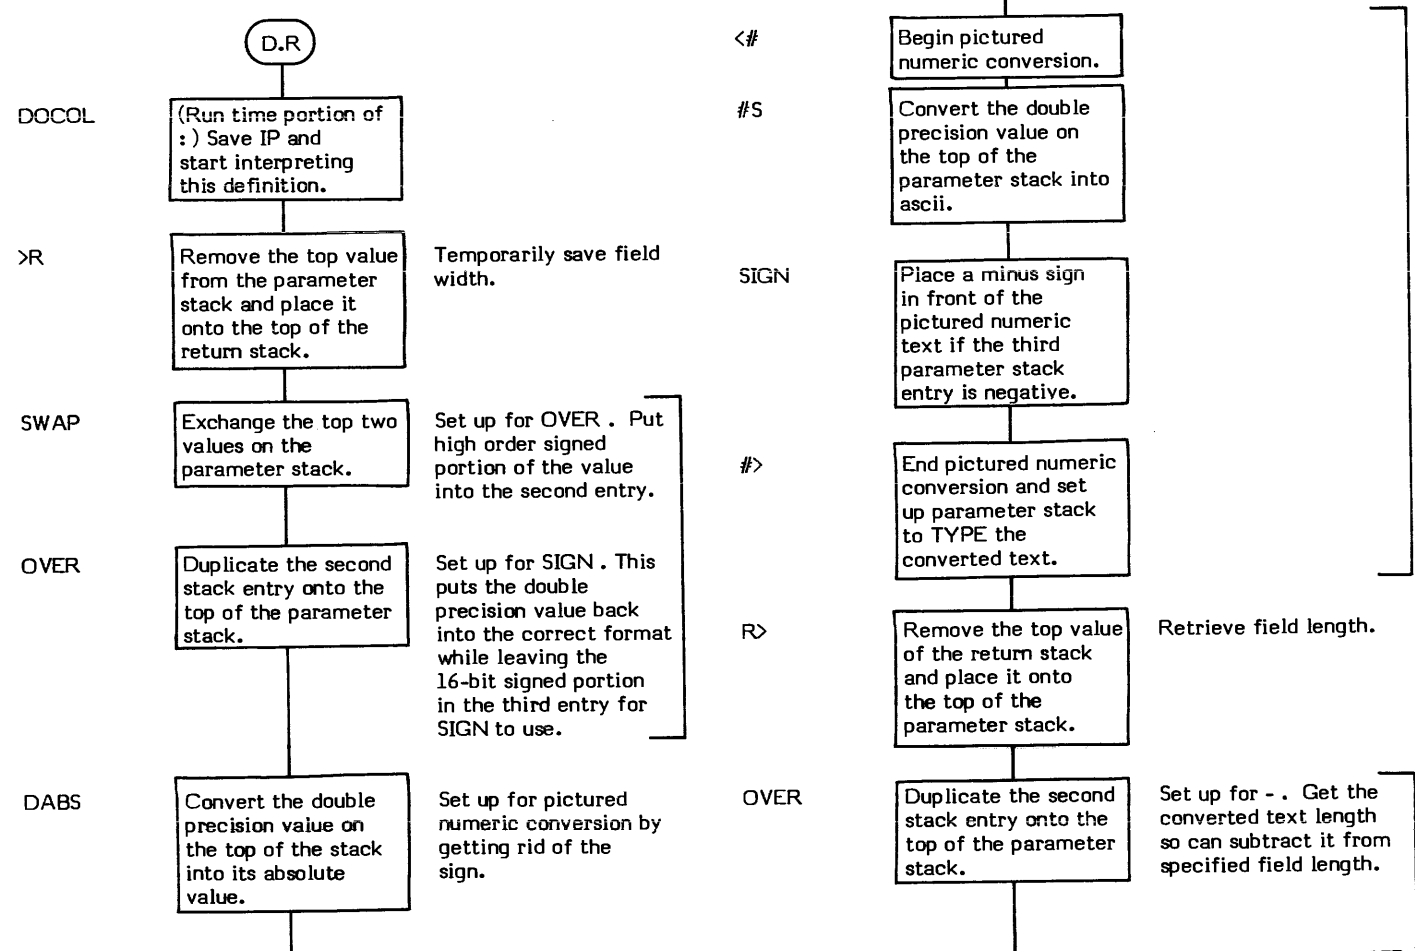 D.R
DOCOL
(Run time portion of
: ) Save IP and
start interpreting
this definition.
>R
Remove the top value
from the parameter
stack and place it
onto the top of the
return stack.
Temporarily save field
width.
SWAP
Exchange the top two
values on the
parameter stack.
Set up for OVER . Put
high order signed
portion of the value
into the second entry.
OVER
Duplicate the second
stack entry onto the
top of the parameter
stack.
Set up for SIGN . This
puts the double
precision value back
into the correct format
while leaving the
16-bit signed portion
in the third entry for
SIGN to use.
DABS
Convert the double
precision value on
the top of the stack
into its absolute
value.
Set up for pictured
numeric conversion by
getting rid of the
sign.
<#
Begin pictured
numeric conversion.
#S
Convert the double
precision value on
the top of the
parameter stack into
ascii.
SIGN
Place a minus sign
in front of the
pictured numeric
text if the third
parameter stack
entry is negative.
#>
End pictured numeric
conversion and set
up parameter stack
to TYPE the
converted text.
R>
Remove the top value
of the return stack
and place it onto
the top of the
parameter stack.
Retrieve field length.
OVER
Duplicate the second
stack entry onto the
top of the parameter
stack.
Set up for - . Get the
converted text length
so can subtract it from
specified field length.